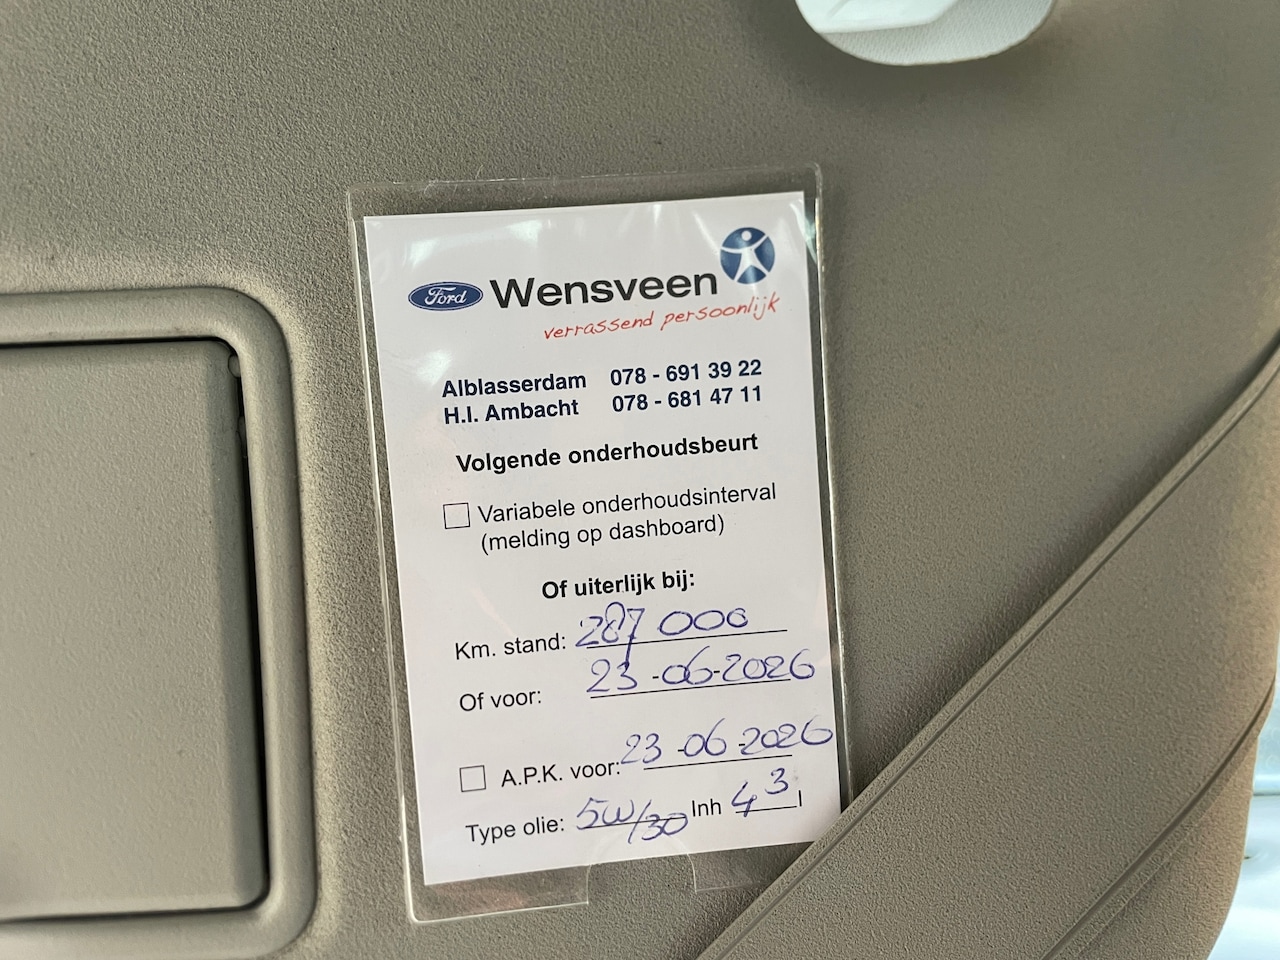 Ford Wensveen
verrassend persoonlijk
Alblasserdam 078 - 691 39 22
H.I. Ambacht 078 - 681 47 11
Volgende onderhoudsbeurt
Variabele onderhoudsinterval
(melding op dashboard)
Of uiterlijk bij:
Km. stand: 287 000
Of voor: 23-06-2026
A.P.K. voor: 23-06-2026
Type olie: 5W/30 Inh 4³ l